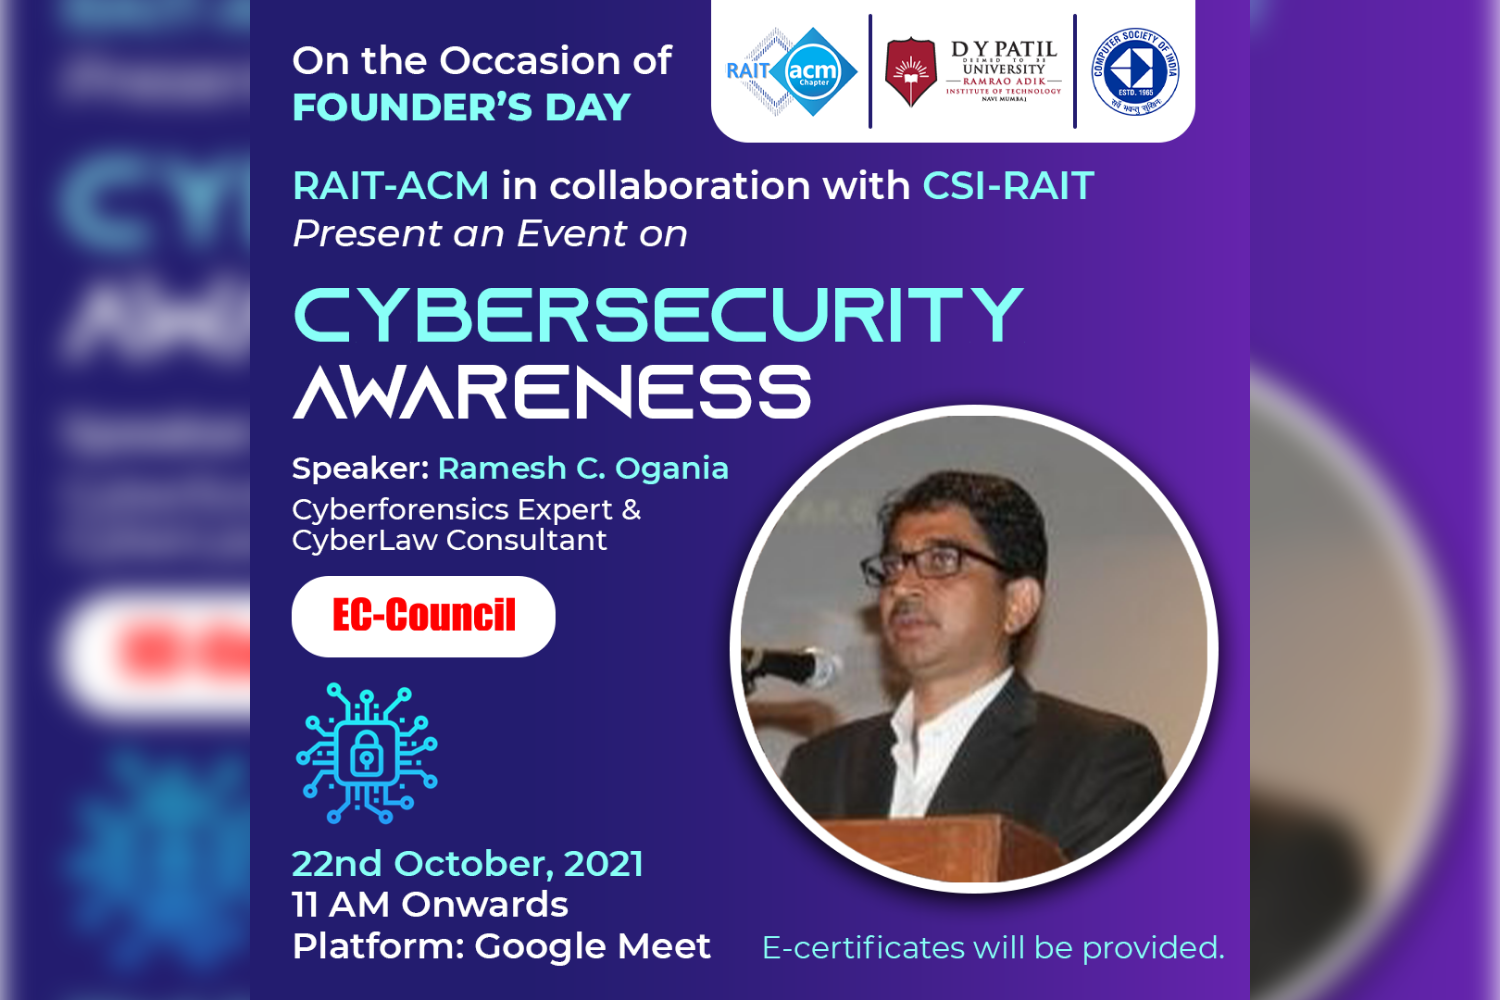 On the Occasion of
FOUNDER'S DAY
RAIT acm
Chapter
D Y PATIL
DEEMED TO BE
UNIVERSITY
RAMRAO ADIK
INSTITUTE OF TECHNOLOGY
NAVI MUMBAI
COMPUTER SOCIETY OF INDIA
ESTD. 1965
RAIT-ACM in collaboration with CSI-RAIT
Present an Event on
CYBERSECURITY
AWARENESS
Speaker: Ramesh C. Ogania
Cyberforensics Expert &
CyberLaw Consultant
EC-Council
22nd October, 2021
11 AM Onwards
Platform: Google Meet
E-certificates will be provided.